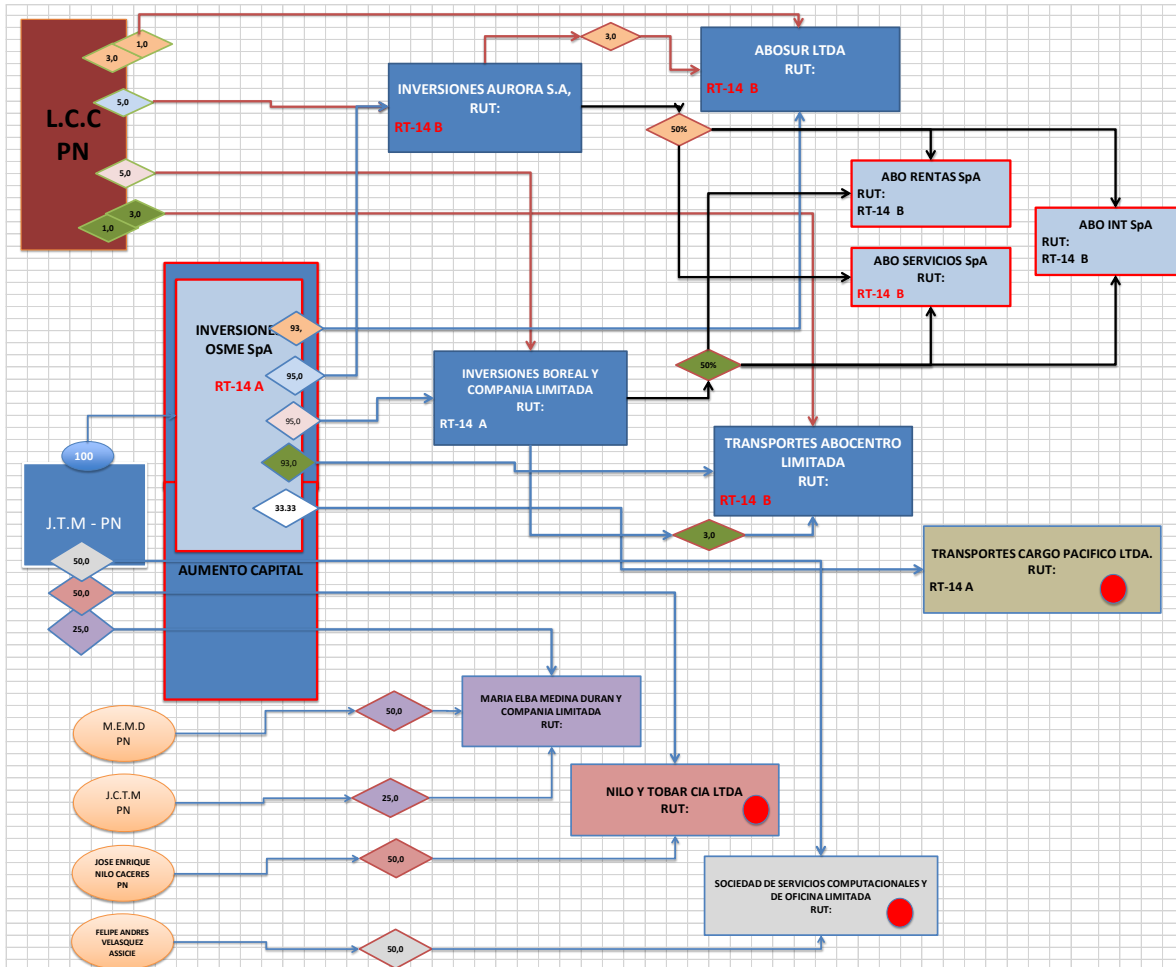 1,0
3,0
5,0
L.C.C
PN
5,0
3,0
1,0
3,0
ABOSUR LTDA
RUT:
RT-14 B
INVERSIONES AURORA S.A,
RUT:
RT-14 B
50%
ABO RENTAS SpA
RUT:
RT-14 B
ABO INT SpA
RUT:
RT-14 B
ABO SERVICIOS SpA
RUT:
RT-14 B
INVERSIONE
OSME SpA
RT-14 A
93,
95,0
95,0
93,0
33.33
AUMENTO CAPITAL
INVERSIONES BOREAL Y
COMPANIA LIMITADA
RUT:
RT-14 A
50%
TRANSPORTES ABOCENTRO
LIMITADA
RUT:
RT-14 B
3,0
100
J.T.M - PN
50,0
50,0
25,0
TRANSPORTES CARGO PACIFICO LTDA.
RUT:
RT-14 A
M.E.M.D
PN
50,0
MARIA ELBA MEDINA DURAN Y
COMPANIA LIMITADA
RUT:
J.C.T.M
PN
25,0
NILO Y TOBAR CIA LTDA
RUT:
JOSE ENRIQUE
NILO CACERES
PN
50,0
SOCIEDAD DE SERVICIOS COMPUTACIONALES Y
DE OFICINA LIMITADA
RUT:
FELIPE ANDRES
VELASQUEZ
ASSICIE
50,0